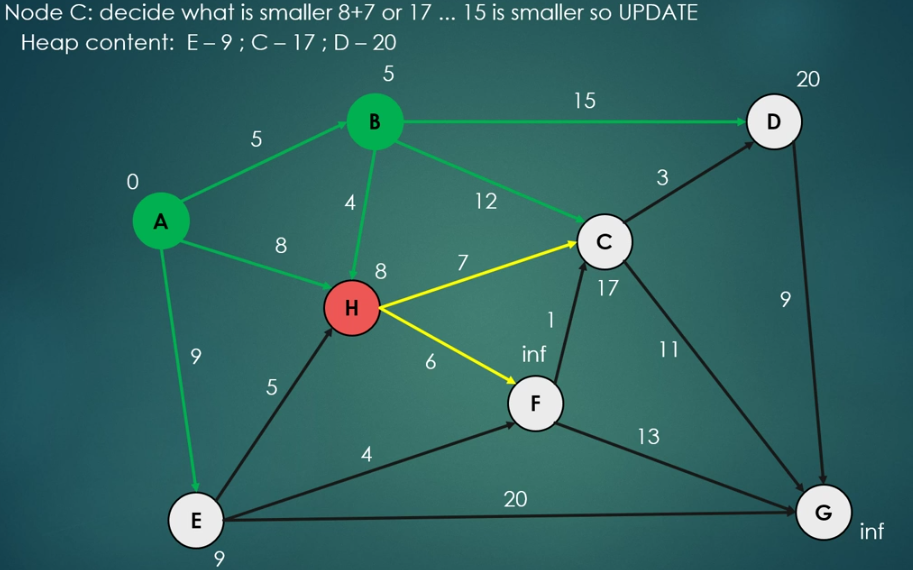 Node C: decide what is smaller 8+7 or 17 ... 15 is smaller so UPDATE
Heap content: E – 9 ; C – 17 ; D – 20
5
20
B
15
D
5
0
4
12
3
A
8
C
8
7
17
H
9
9
1
11
inf
6
5
F
4
13
20
E
G
inf
9